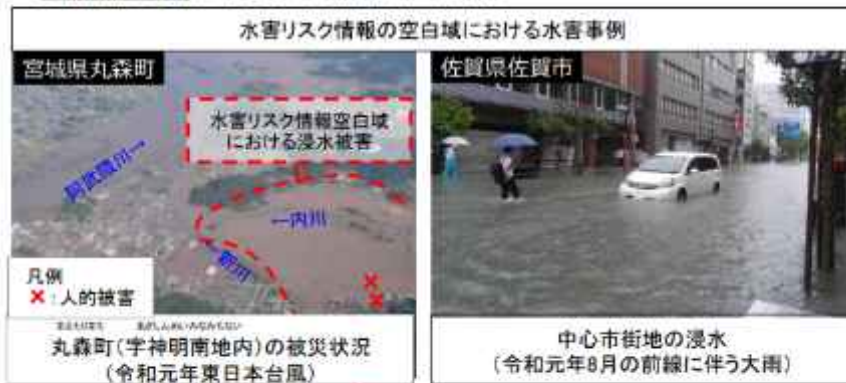 水害リスク情報の空白域における水害事例
宮城県丸森町
水害リスク情報空白域
における浸水被害
阿武隈川→
←内川
←新川
凡例
×:人的被害
丸森町(字神明南地内)の被災状況
(令和元年東日本台風)
佐賀県佐賀市
中心市街地の浸水
(令和元年8月の前線に伴う大雨)